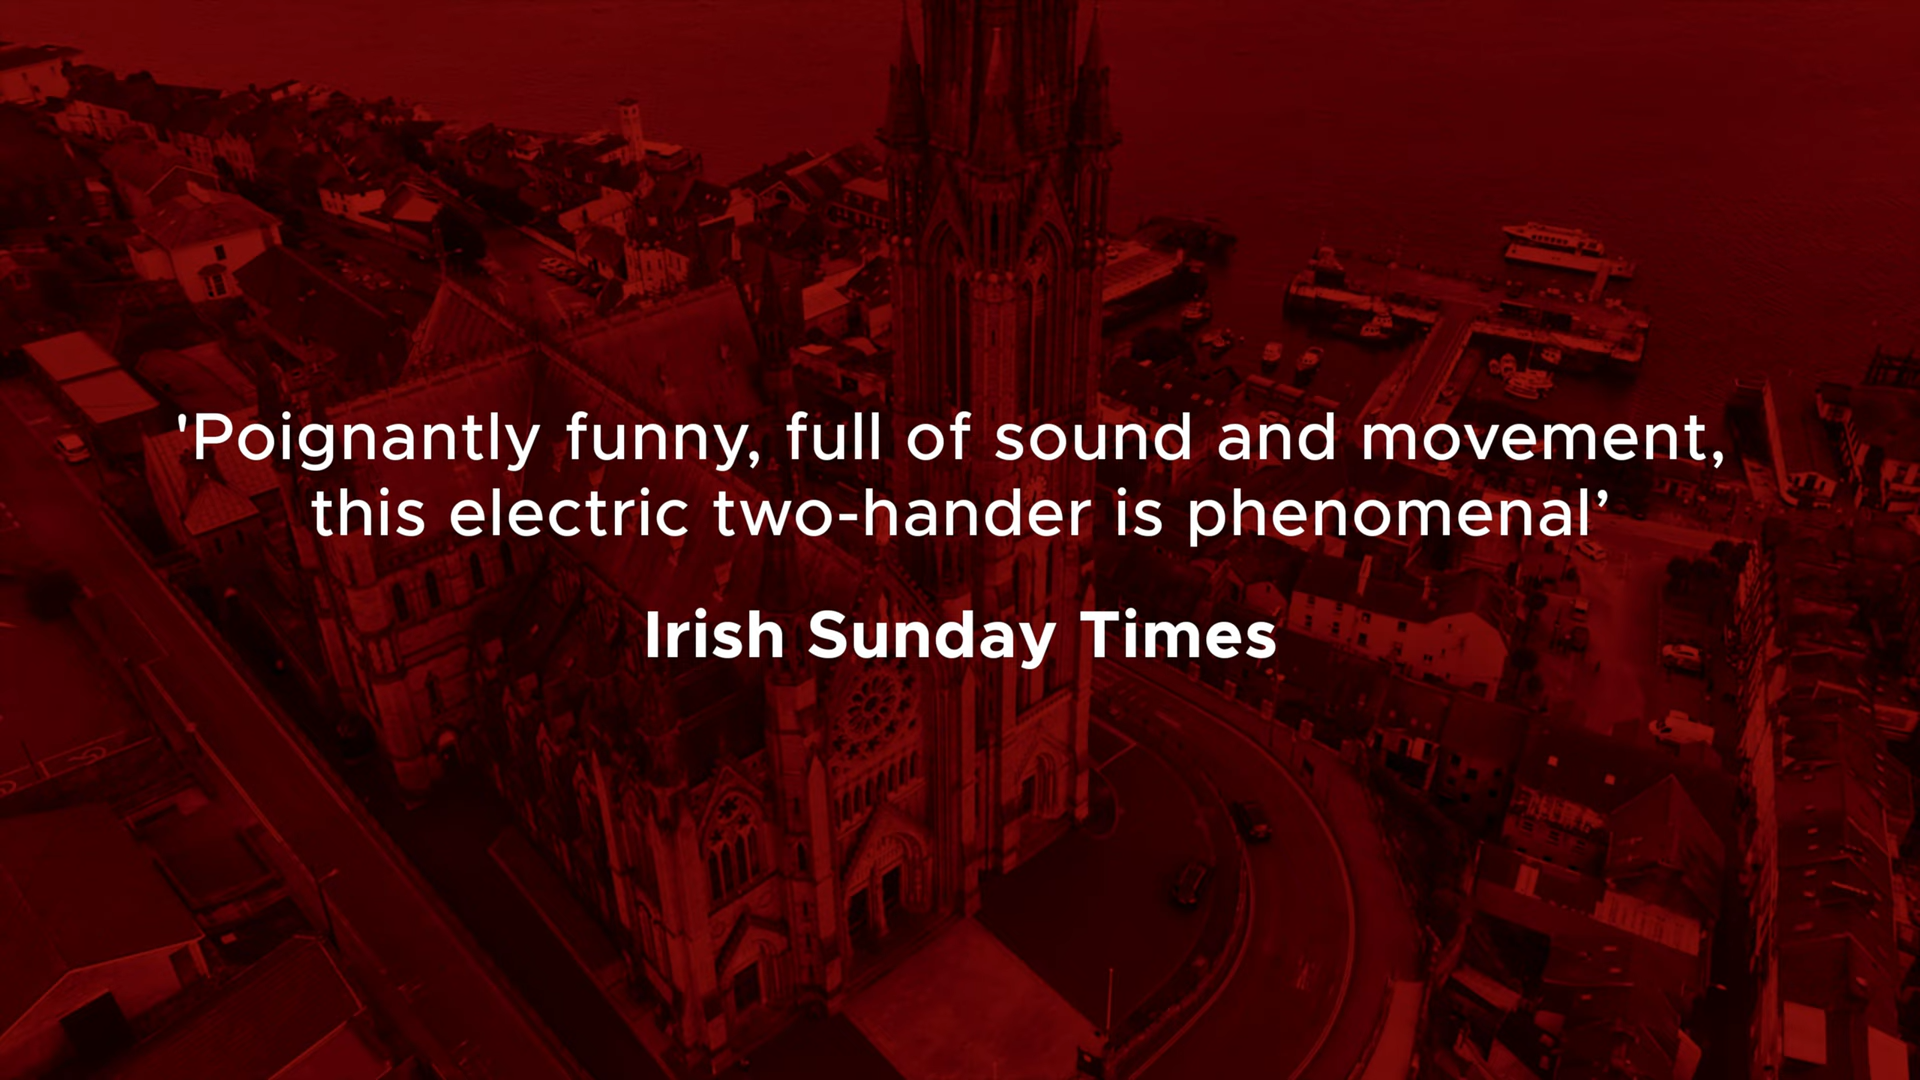 'Poignantly funny, full of sound and movement,
this electric two-hander is phenomenal’
Irish Sunday Times